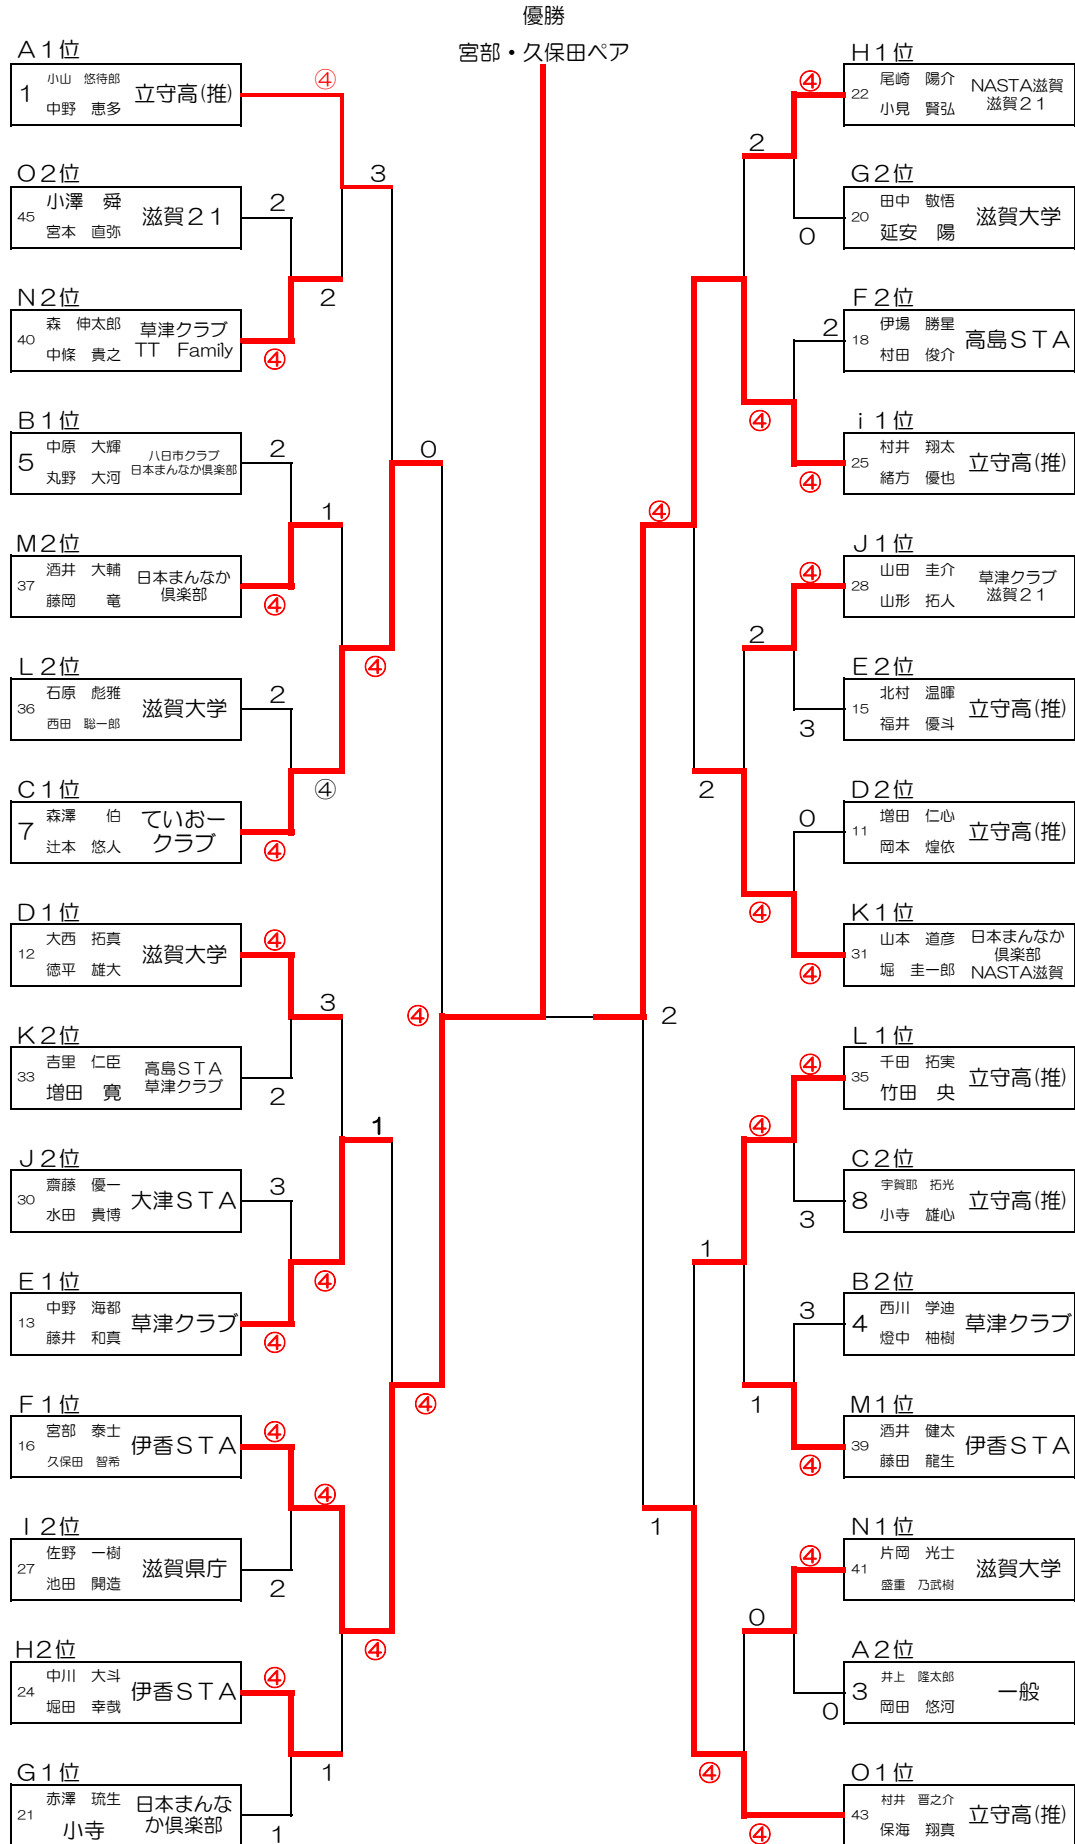 優勝
宮部・久保田ペア
A1位
1 小山 悠待郎 立守高(推)
中野 恵多
④
3
O2位
45 小澤 舜 滋賀21
宮本 直弥
2
2
N2位
40 森 伸太郎 草津クラブ
中條 貴之 TT Family
④
B1位
5 中原 大輝 八日市クラブ
丸野 大河 日本まんなか倶楽部
2
0
1
M2位
37 酒井 大輔 日本まんなか
藤岡 竜 倶楽部
④
④
L2位
36 石原 彪雅 滋賀大学
西田 聡一郎
2
④
C1位
7 森澤 伯 ていおー
辻本 悠人 クラブ
④
D1位
12 大西 拓真 滋賀大学
徳平 雄大
④
3
④
K2位
33 吉里 仁臣 高島STA
増田 寛 草津クラブ
2
1
J2位
30 齋藤 優一 大津STA
水田 貴博
3
④
E1位
13 中野 海都 草津クラブ
藤井 和真
④
④
F1位
16 宮部 泰士 伊香STA
久保田 智希
④
④
I2位
27 佐野 一樹 滋賀県庁
池田 開造
2
④
H2位
24 中川 大斗 伊香STA
堀田 幸哉
④
1
G1位
21 赤澤 琉生 日本まんな
小寺 か倶楽部
1
H1位
④
22 尾崎 陽介 NASTA滋賀
小見 賢弘 滋賀21
2
G2位
20 田中 敬悟 滋賀大学
延安 陽
0
F2位
2
18 伊場 勝星 高島STA
村田 俊介
④
i1位
25 村井 翔太 立守高(推)
緒方 優也
④
④
J1位
④
28 山田 圭介 草津クラブ
山形 拓人 滋賀21
2
E2位
15 北村 温暉 立守高(推)
福井 優斗
3
2
D2位
0
11 増田 仁心 立守高(推)
岡本 煌依
④
K1位
31 山本 道彦 日本まんなか
倶楽部
堀 圭一郎 NASTA滋賀
④
2
L1位
④
35 千田 拓実 立守高(推)
竹田 央
④
C2位
8 宇賀耶 拓光 立守高(推)
小寺 雄心
3
1
B2位
3
4 西川 学迪 草津クラブ
燈中 柚樹
1
M1位
39 酒井 健太 伊香STA
藤田 龍生
④
1
N1位
④
41 片岡 光士 滋賀大学
盛重 乃武樹
0
A2位
3 井上 隆太郎 一般
岡田 悠河
0
④
O1位
43 村井 晋之介 立守高(推)
保海 翔真
④